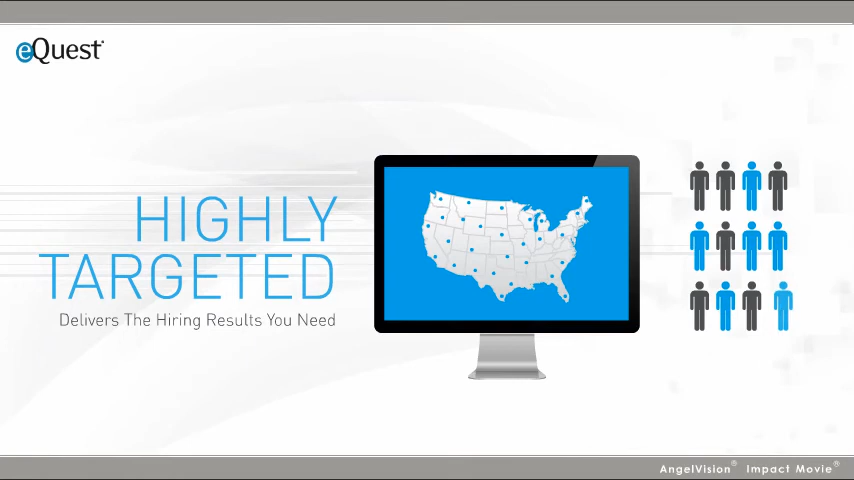 eQuest
HIGHLY
TARGETED
Delivers The Hiring Results You Need
AngelVision® Impact Movie®